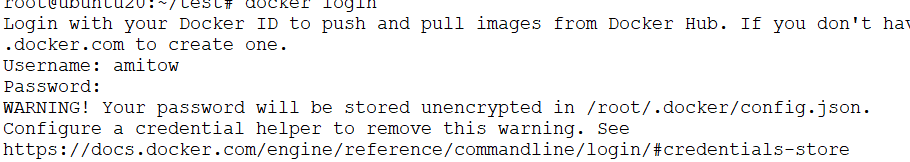 root@ubuntu20:~/test# docker login
Login with your Docker ID to push and pull images from Docker Hub. If you don't
.docker.com to create one.
Username: amitow
Password:
WARNING! Your password will be stored unencrypted in /root/.docker/config.json.
Configure a credential helper to remove this warning. See
https://docs.docker.com/engine/reference/commandline/login/#credentials-store